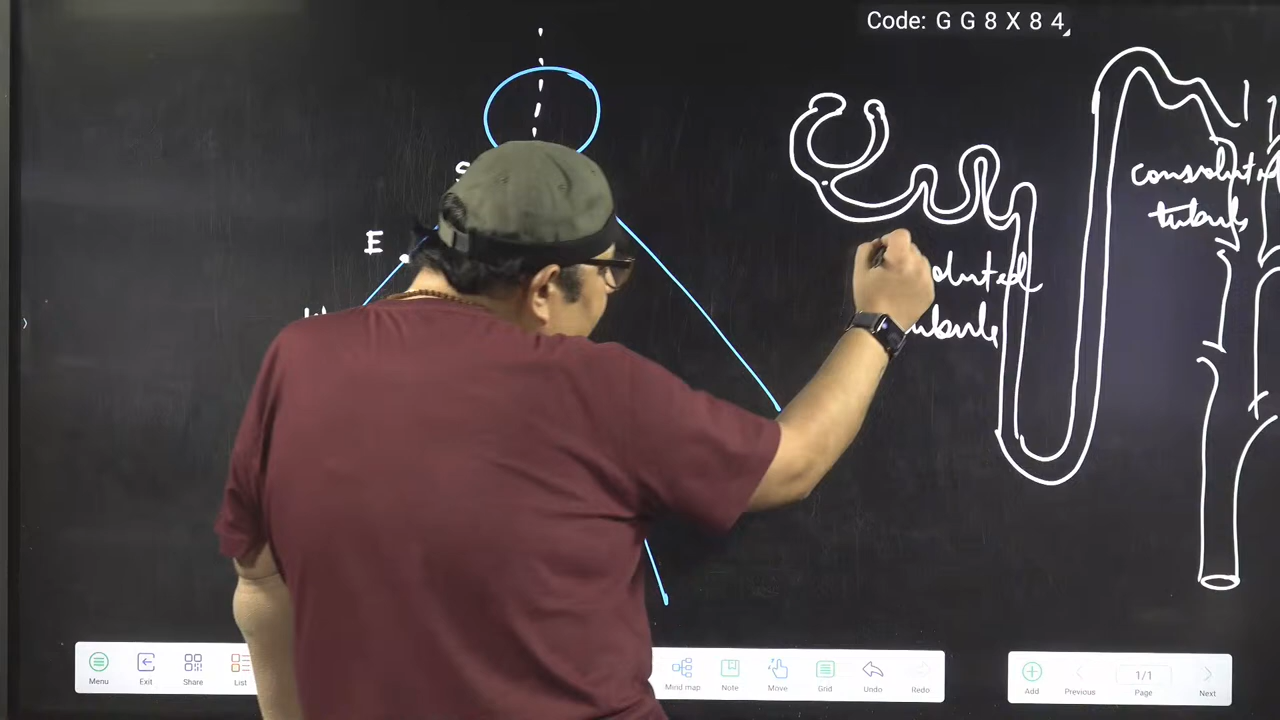 Code: G G 8 X 8 4
E
convoluted
tubule
tubule
Menu
Exit
Share
List
Mind map
Note
Move
Grid
Undo
Redo
Add
Previous
1/1
Page
Next